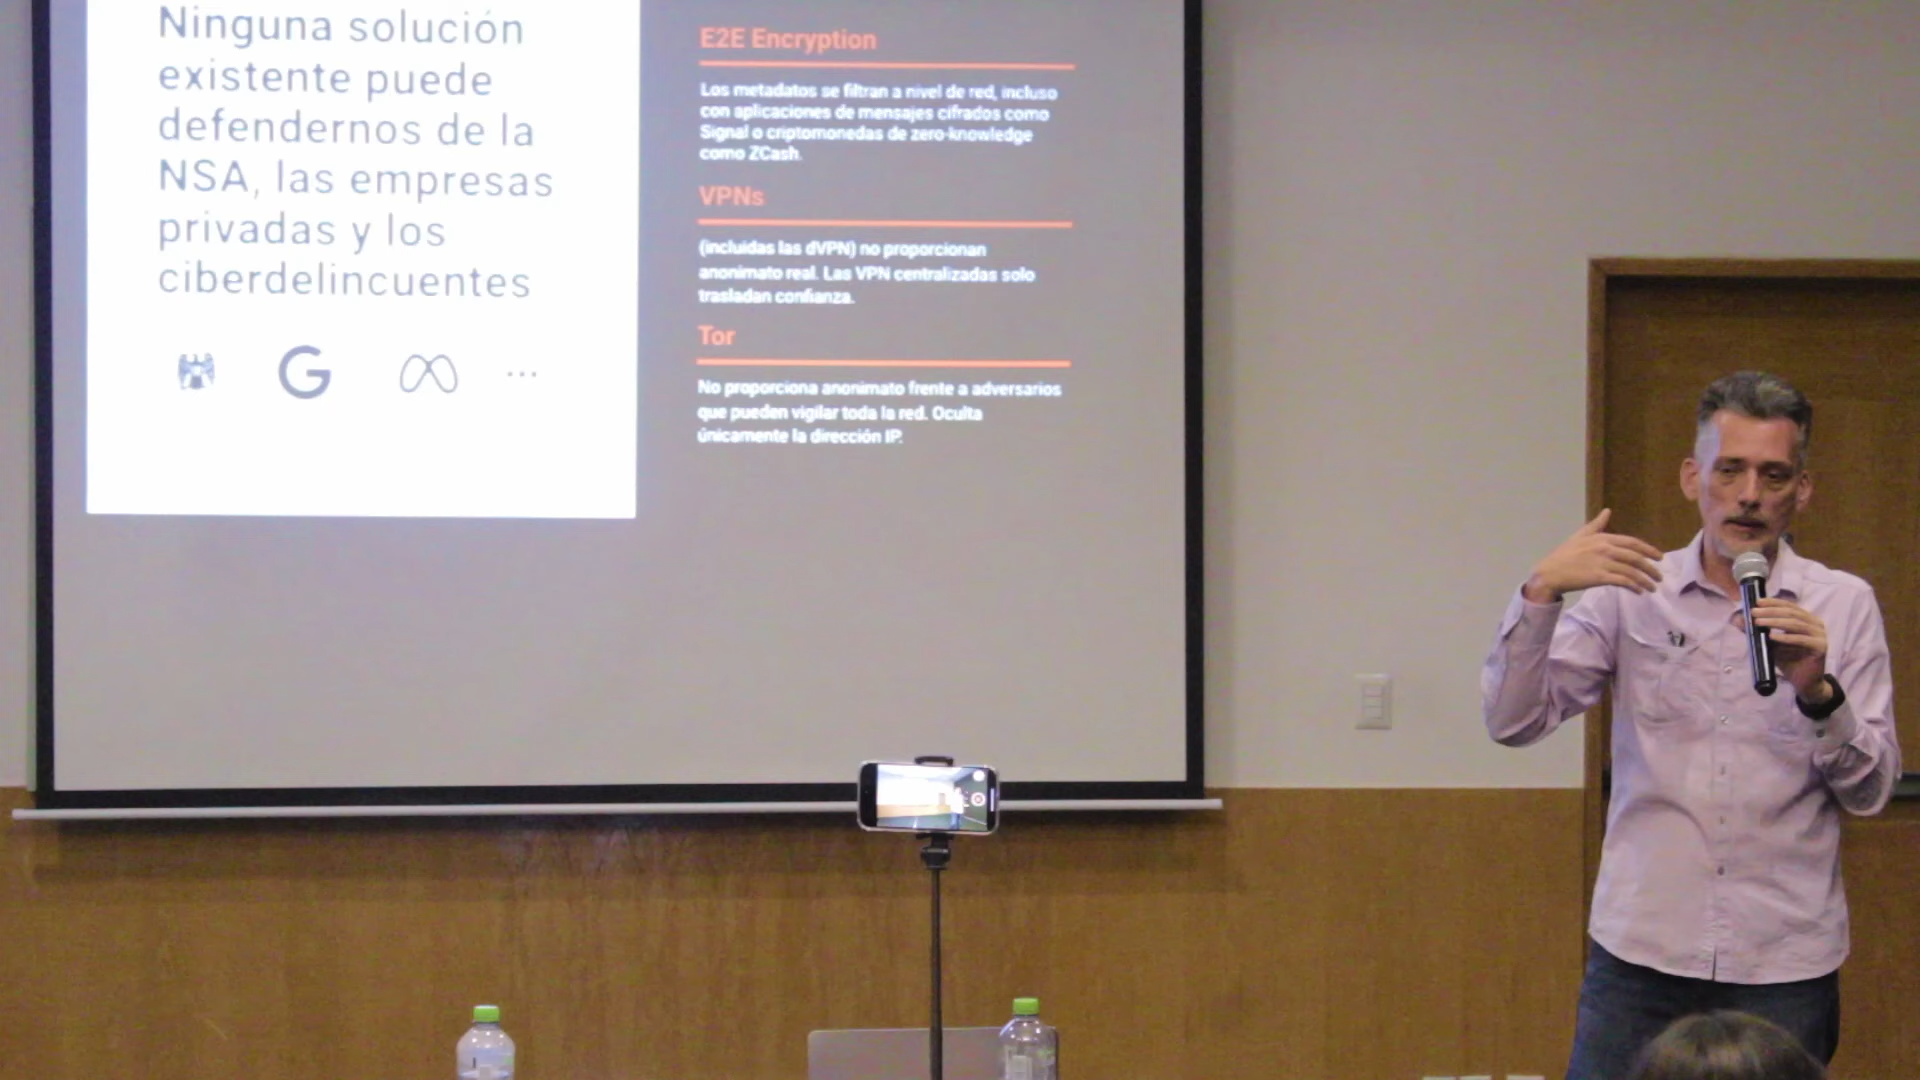 Ninguna solución
existente puede
defendernos de la
NSA, las empresas
privadas y los
ciberdelincuentes
G
...
E2E Encryption
Los metadatos se filtran a nivel de red, incluso
con aplicaciones de mensajes cifrados como
Signal o criptomonedas de zero-knowledge
como ZCash.
VPNs
(incluidas las dVPN) no proporcionan
anonimato real. Las VPN centralizadas solo
trasladan confianza.
Tor
No proporciona anonimato frente a adversarios
que pueden vigilar toda la red. Oculta
únicamente la dirección IP.